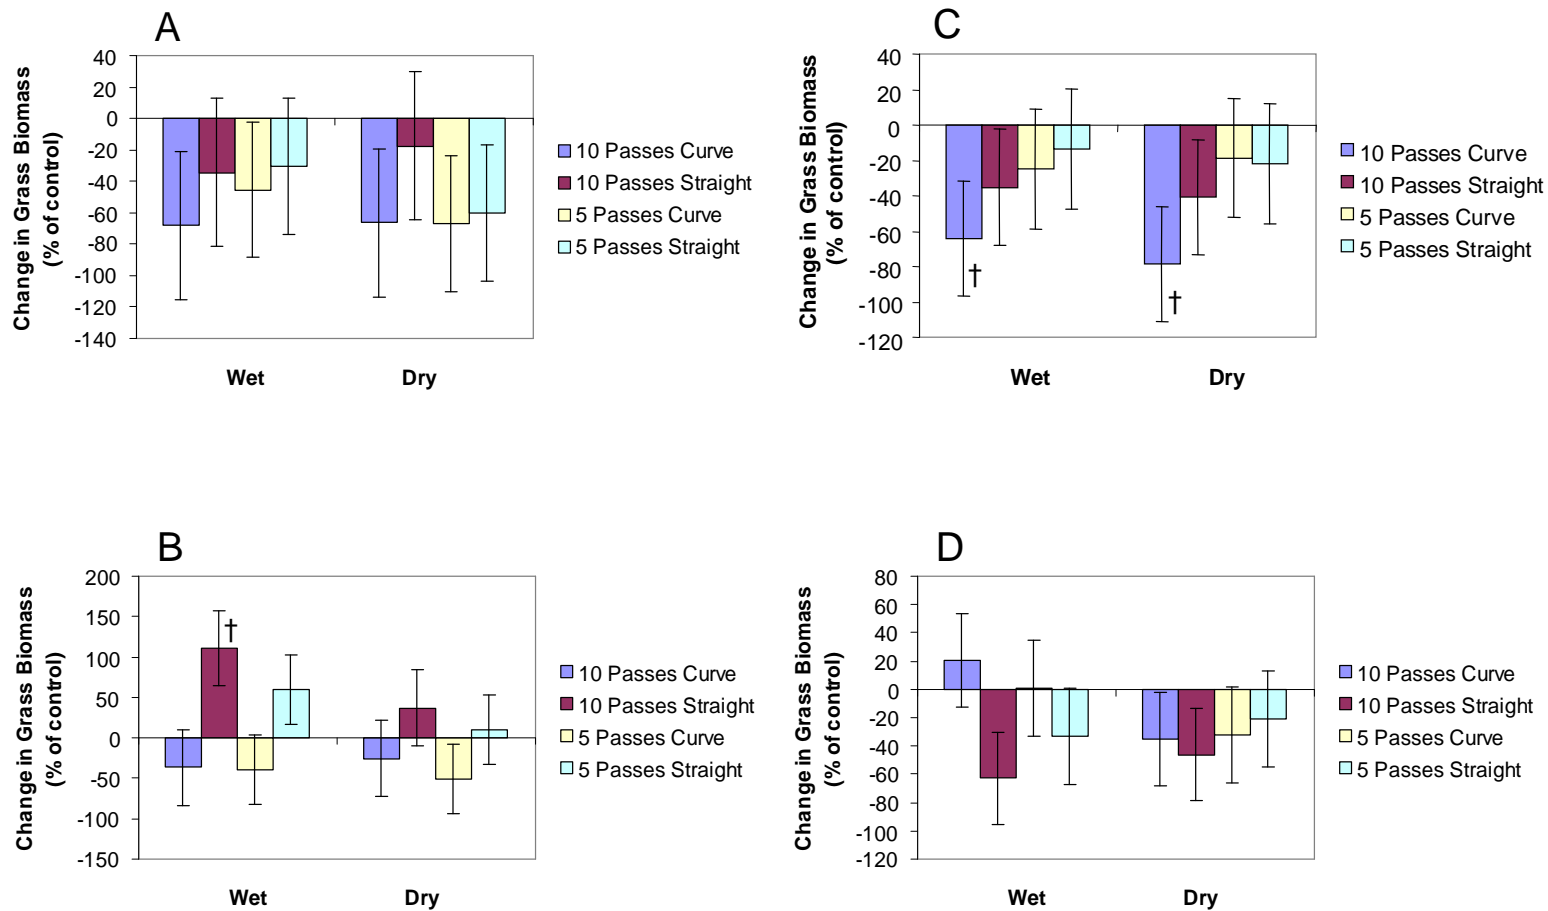 A
Change in Grass Biomass
(% of control)
40
20
0
-20
-40
-60
-80
-100
-120
-140
Wet
Dry
10 Passes Curve
10 Passes Straight
5 Passes Curve
5 Passes Straight
C
Change in Grass Biomass
(% of control)
40
20
0
-20
-40
-60
-80
-100
-120
†
†
Wet
Dry
10 Passes Curve
10 Passes Straight
5 Passes Curve
5 Passes Straight
B
Change in Grass Biomass
(% of control)
200
150
100
50
0
-50
-100
-150
†
Wet
Dry
10 Passes Curve
10 Passes Straight
5 Passes Curve
5 Passes Straight
D
Change in Grass Biomass
(% of control)
80
60
40
20
0
-20
-40
-60
-80
-100
-120
Wet
Dry
10 Passes Curve
10 Passes Straight
5 Passes Curve
5 Passes Straight